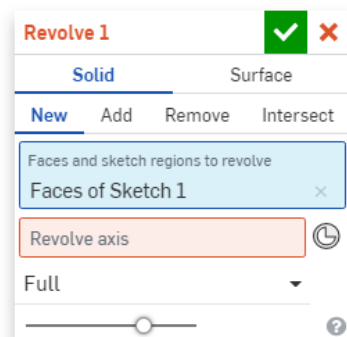 Revolve 1
Solid Surface
New Add Remove Intersect
Faces and sketch regions to revolve
Faces of Sketch 1
Revolve axis
Full
?